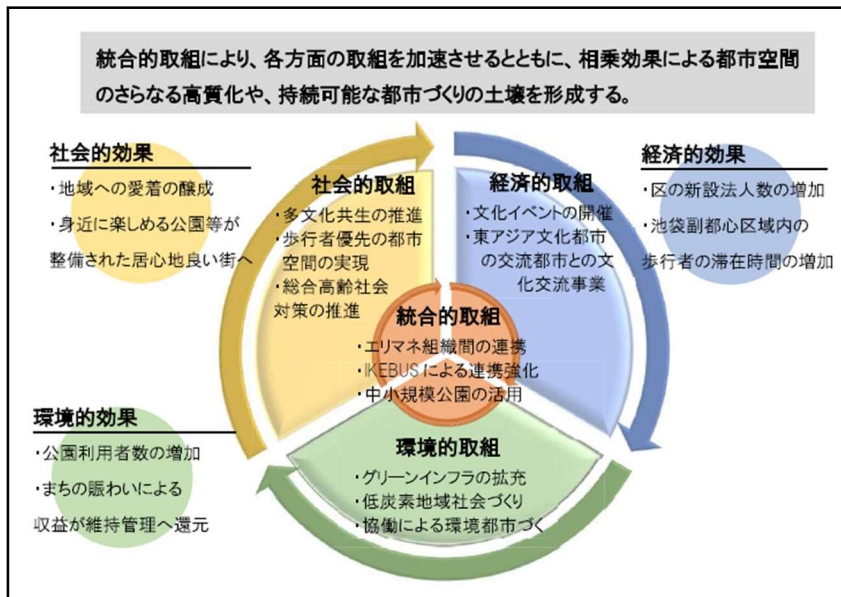 統合的取組により、各方面の取組を加速させるとともに、相乗効果による都市空間
のさらなる高質化や、持続可能な都市づくりの土壌を形成する。
社会的効果
・地域への愛着の醸成
・身近に楽しめる公園等が
整備された居心地良い街へ
社会的取組
・多文化共生の推進
・歩行者優先の都市
空間の実現
・総合高齢社会
対策の推進
経済的取組
・文化イベントの開催
・東アジア文化都市
の交流都市との文
化交流事業
経済的効果
・区の新設法人数の増加
・池袋副都心区域内の
歩行者の滞在時間の増加
統合的取組
・エリマネ組織間の連携
・IKEBUSによる連携強化
・中小規模公園の活用
環境的効果
・公園利用者数の増加
・まちの賑わいによる
収益が維持管理へ還元
環境的取組
・グリーンインフラの拡充
・低炭素地域社会づくり
・協働による環境都市づく